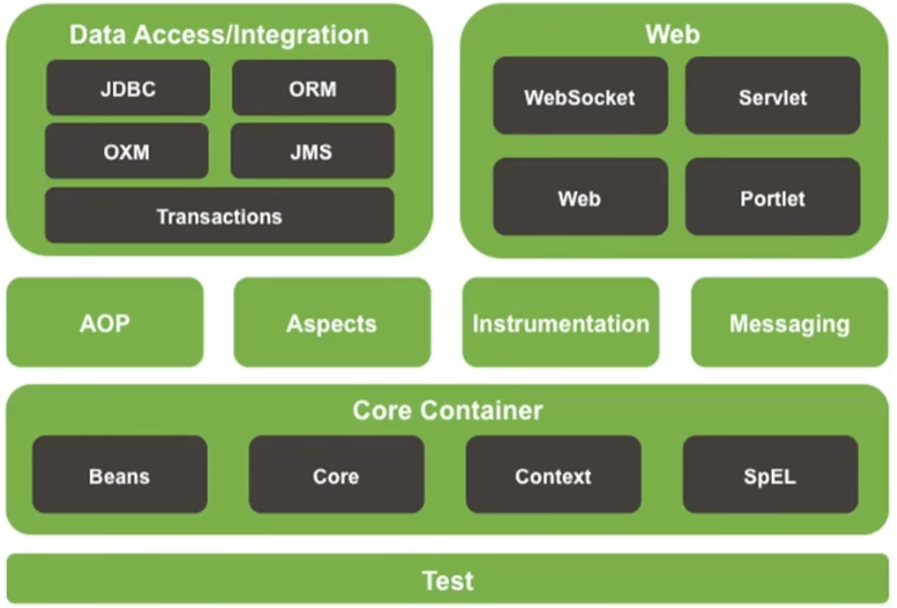 Data Access/Integration
JDBC
ORM
OXM
JMS
Transactions
Web
WebSocket
Servlet
Web
Portlet
AOP
Aspects
Instrumentation
Messaging
Core Container
Beans
Core
Context
SpEL
Test